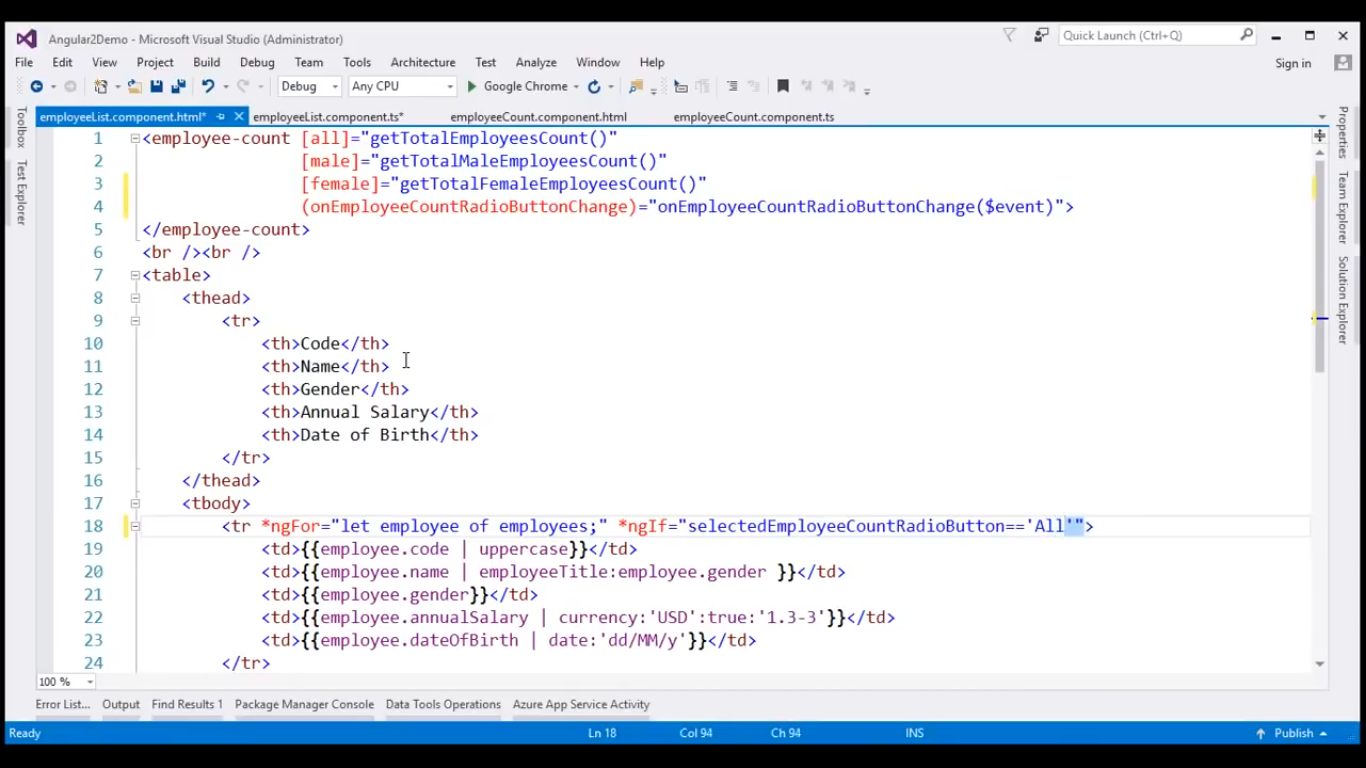 Angular2Demo - Microsoft Visual Studio (Administrator)
Quick Launch (Ctrl+Q)
File Edit View Project Build Debug Team Tools Architecture Test Analyze Window Help
Sign in
Debug Any CPU Google Chrome
employeeList.component.html* employeeList.component.ts* employeeCount.component.html employeeCount.component.ts
Toolbox
Test Explorer
Properties
Team Explorer
Solution Explorer
1 <employee-count [all]="getTotalEmployeesCount()"
2 [male]="getTotalMaleEmployeesCount()"
3 [female]="getTotalFemaleEmployeesCount()"
4 (onEmployeeCountRadioButtonChange)="onEmployeeCountRadioButtonChange($event)">
5 </employee-count>
6 <br /><br />
7 <table>
8 <thead>
9 <tr>
10 <th>Code</th>
11 <th>Name</th>
12 <th>Gender</th>
13 <th>Annual Salary</th>
14 <th>Date of Birth</th>
15 </tr>
16 </thead>
17 <tbody>
18 <tr *ngFor="let employee of employees;" *ngIf="selectedEmployeeCountRadioButton=='All'">
19 <td>{{employee.code | uppercase}}</td>
20 <td>{{employee.name | employeeTitle:employee.gender }}</td>
21 <td>{{employee.gender}}</td>
22 <td>{{employee.annualSalary | currency:'USD':true:'1.3-3'}}</td>
23 <td>{{employee.dateOfBirth | date:'dd/MM/y'}}</td>
24 </tr>
100 %
Error List... Output Find Results 1 Package Manager Console Data Tools Operations Azure App Service Activity
Ready Ln 18 Col 94 Ch 94 INS Publish